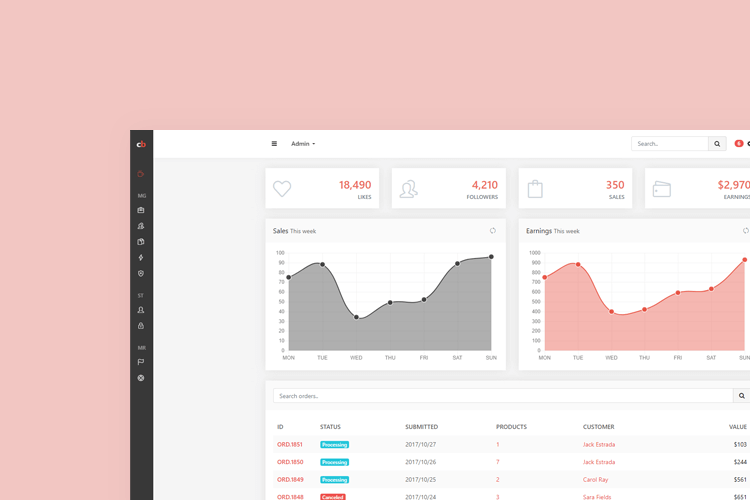 cb
Admin
Search..
6
MG
ST
MR
18,490
LIKES
4,210
FOLLOWERS
350
SALES
$2,970
EARNINGS
Sales This week
100
90
80
70
60
50
40
30
20
10
0
MON TUE WED THU FRI SAT SUN
Earnings This week
1000
900
800
700
600
500
400
300
200
100
0
MON TUE WED THU FRI SAT SUN
Search orders..
ID STATUS SUBMITTED PRODUCTS CUSTOMER VALUE
ORD.1851 Processing 2017/10/27 1 Jack Estrada $103
ORD.1850 Processing 2017/10/26 7 Jack Estrada $244
ORD.1849 Processing 2017/10/25 2 Carol Ray $561
ORD.1848 Canceled 2017/10/24 3 Sara Fields $651